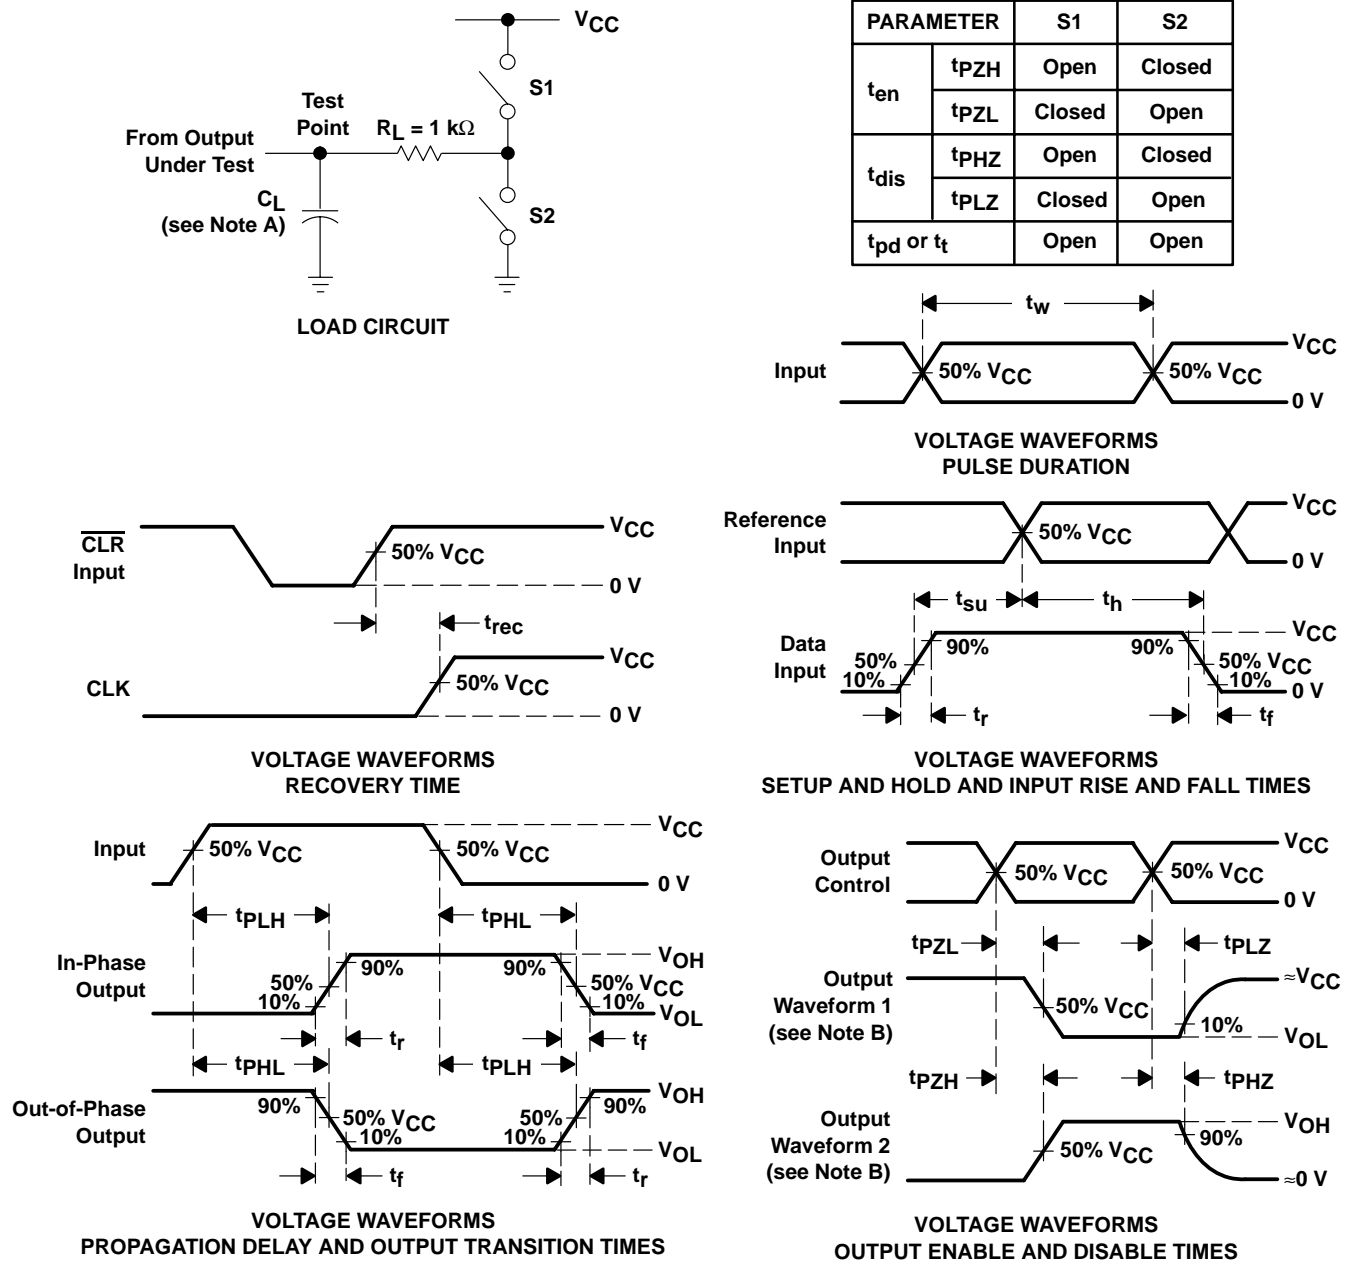 VCC
S1
Test
Point
RL = 1 kΩ
From Output
Under Test
CL
(see Note A)
S2
LOAD CIRCUIT
PARAMETER S1 S2
ten tPZH Open Closed
tPZL Closed Open
tdis tPHZ Open Closed
tPLZ Closed Open
tpd or tt Open Open
tw
VCC
Input 50% VCC 50% VCC
0 V
VOLTAGE WAVEFORMS
PULSE DURATION
CLR
Input
VCC
50% VCC
0 V
trec
CLK
VCC
50% VCC
0 V
VOLTAGE WAVEFORMS
RECOVERY TIME
Reference
Input
VCC
50% VCC
0 V
tsu th
Data
Input
VCC
90% 90%
50% 50% VCC
10% 10%
0 V
tr tf
VOLTAGE WAVEFORMS
SETUP AND HOLD AND INPUT RISE AND FALL TIMES
Input
VCC
50% VCC 50% VCC
0 V
tPLH tPHL
In-Phase
Output
VOH
90% 90%
50% 50% VCC
10% 10%
VOL
tr tf
tPHL tPLH
Out-of-Phase
Output
VOH
90% 90%
50% VCC 50%
10% 10%
VOL
tf tr
VOLTAGE WAVEFORMS
PROPAGATION DELAY AND OUTPUT TRANSITION TIMES
Output
Control
VCC
50% VCC 50% VCC
0 V
tPZL tPLZ
Output
Waveform 1
(see Note B)
≈VCC
50% VCC
10%
VOL
tPZH tPHZ
Output
Waveform 2
(see Note B)
VOH
50% VCC
90%
≈0 V
VOLTAGE WAVEFORMS
OUTPUT ENABLE AND DISABLE TIMES